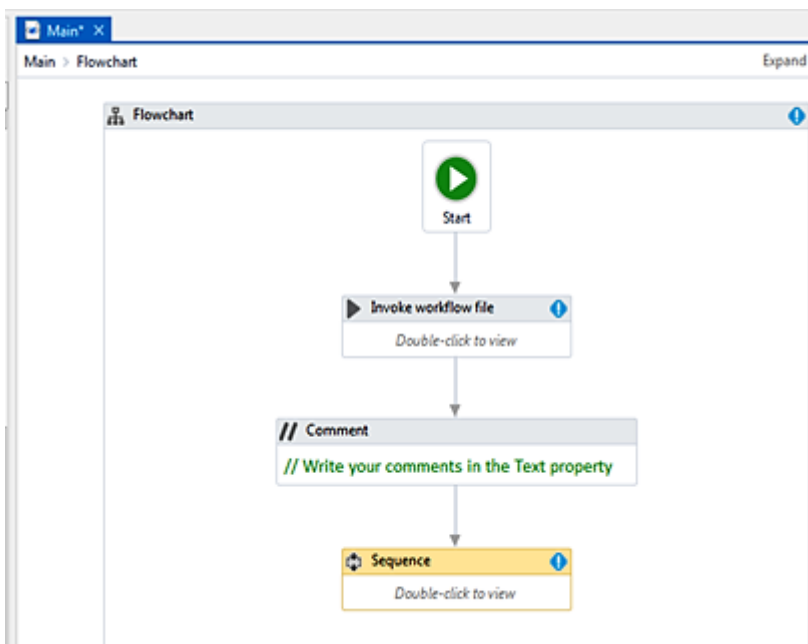 Main* ×
Main > Flowchart
Expand
Flowchart
Start
Invoke workflow file
Double-click to view
// Comment
// Write your comments in the Text property
Sequence
Double-click to view